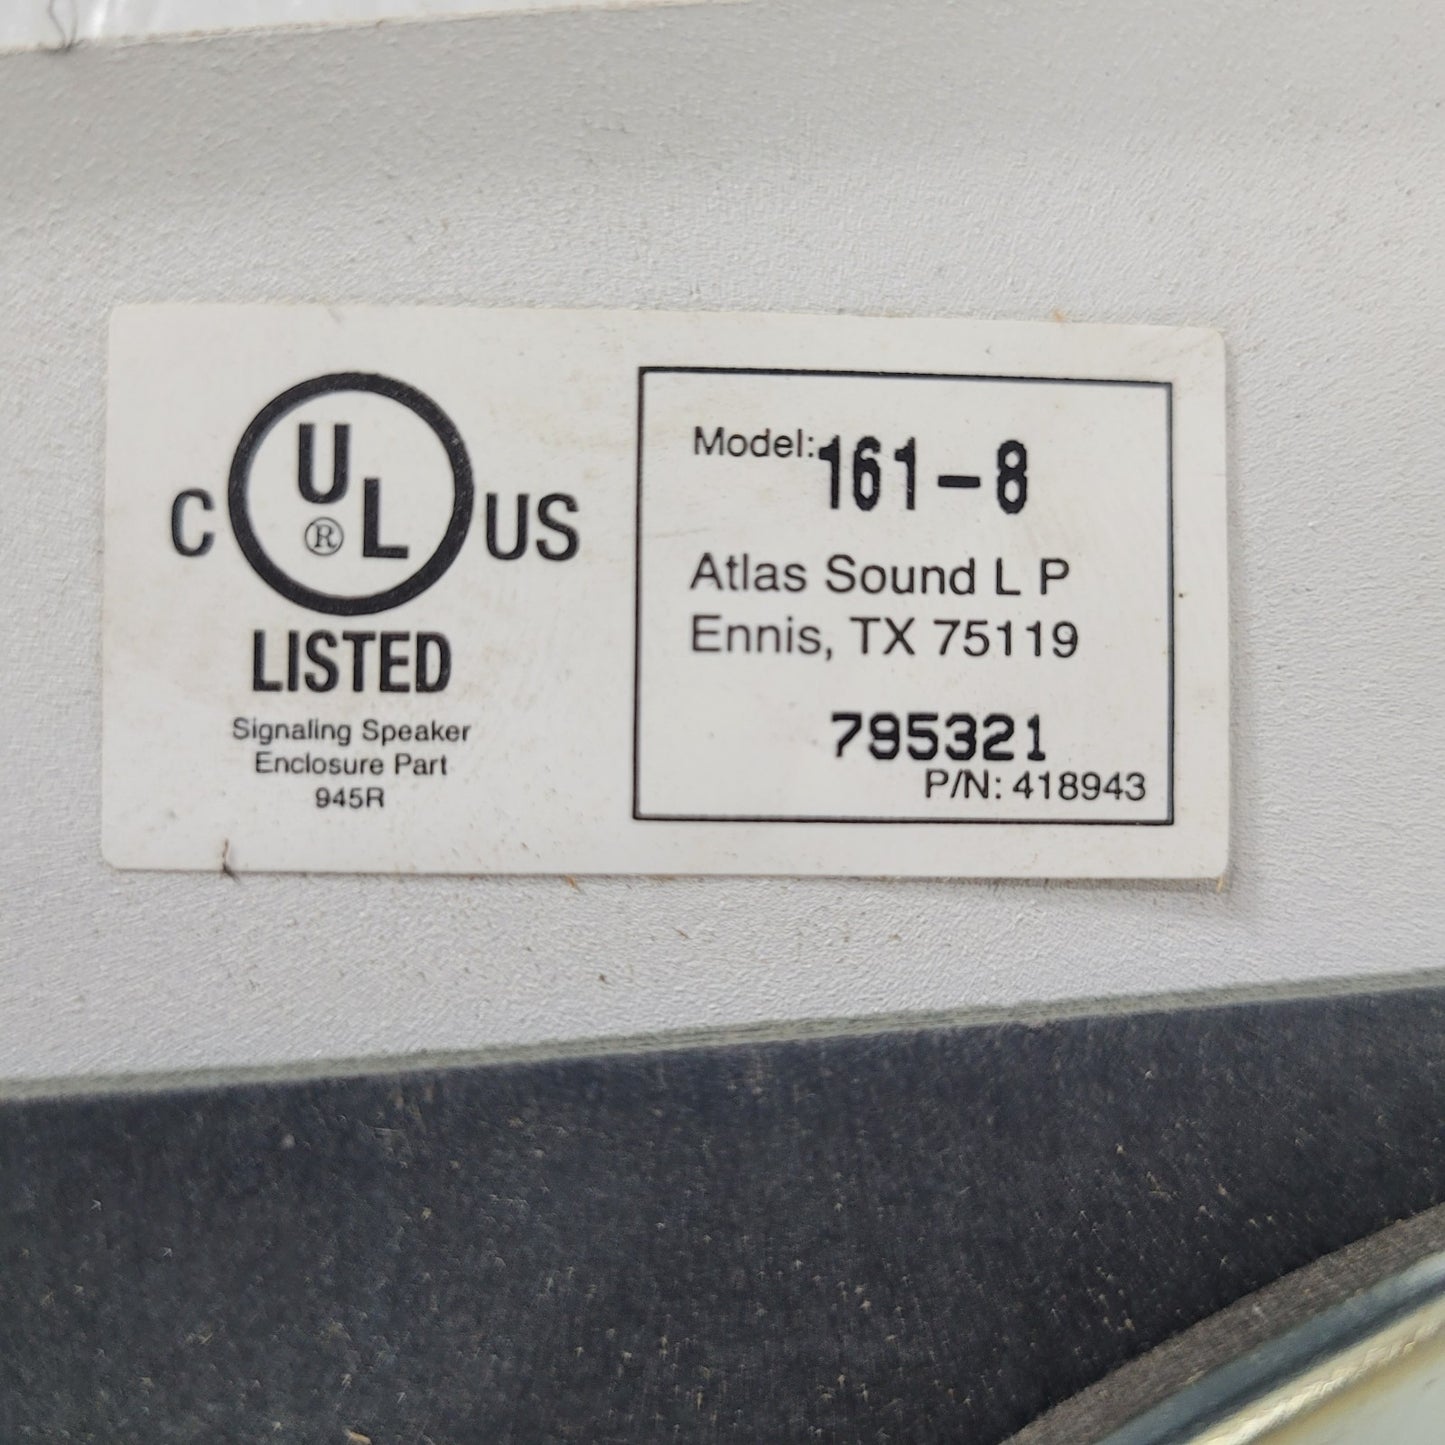 C UL® US
LISTED
Signaling Speaker
Enclosure Part
945R
Model: 161-8
Atlas Sound L P
Ennis, TX 75119
795321
P/N: 418943